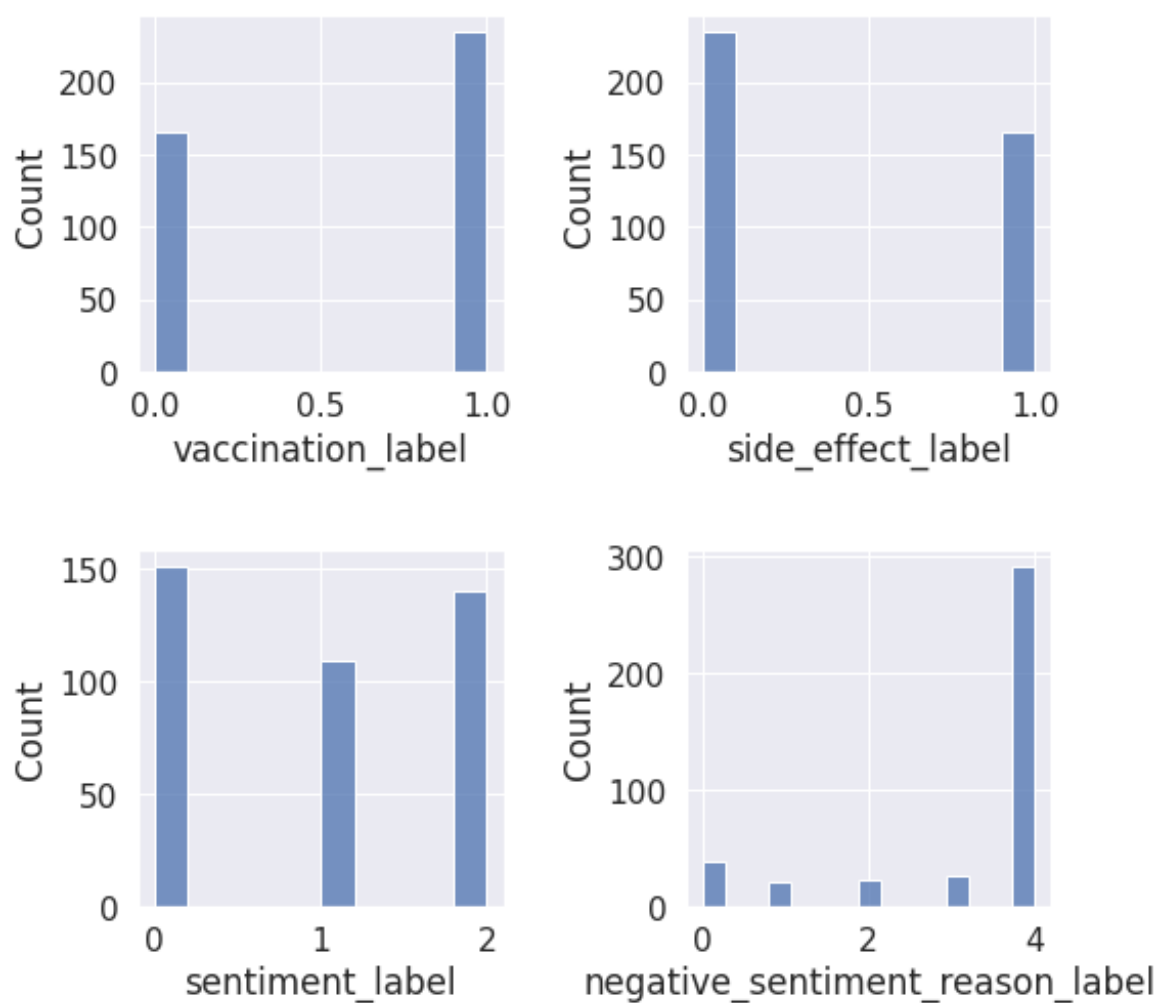 Count
200
150
100
50
0
0.0 0.5 1.0
vaccination_label
Count
200
150
100
50
0
0.0 0.5 1.0
side_effect_label
Count
150
100
50
0
0 1 2
sentiment_label
Count
300
200
100
0
0 2 4
negative_sentiment_reason_label